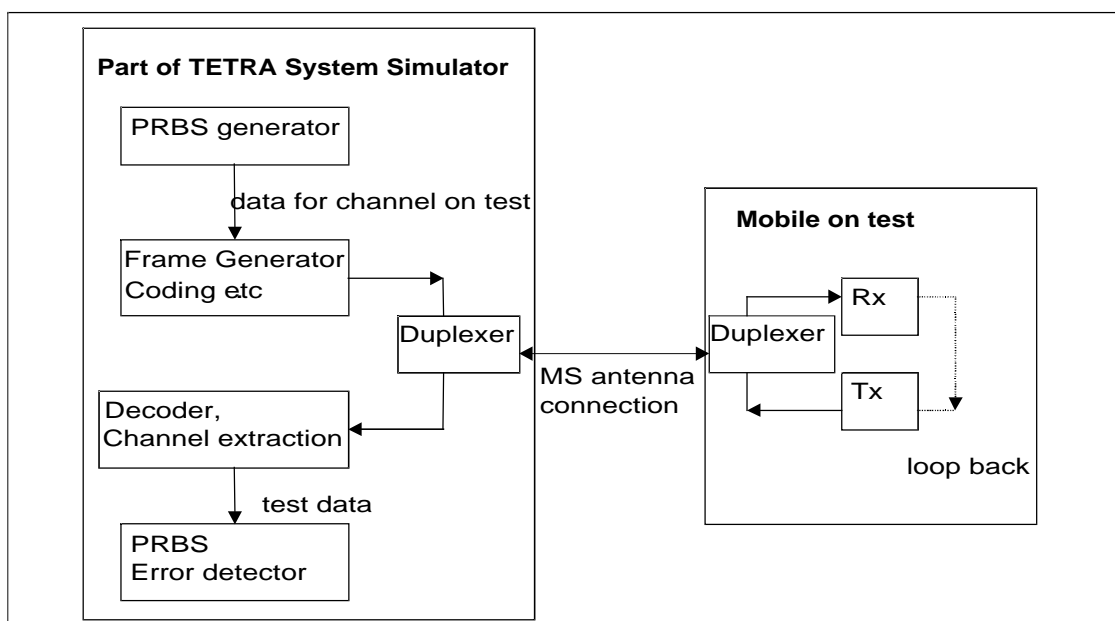 Part of TETRA System Simulator
PRBS generator
data for channel on test
Frame Generator
Coding etc
Duplexer
Decoder,
Channel extraction
test data
PRBS
Error detector
MS antenna
connection
Mobile on test
Rx
Duplexer
Tx
loop back